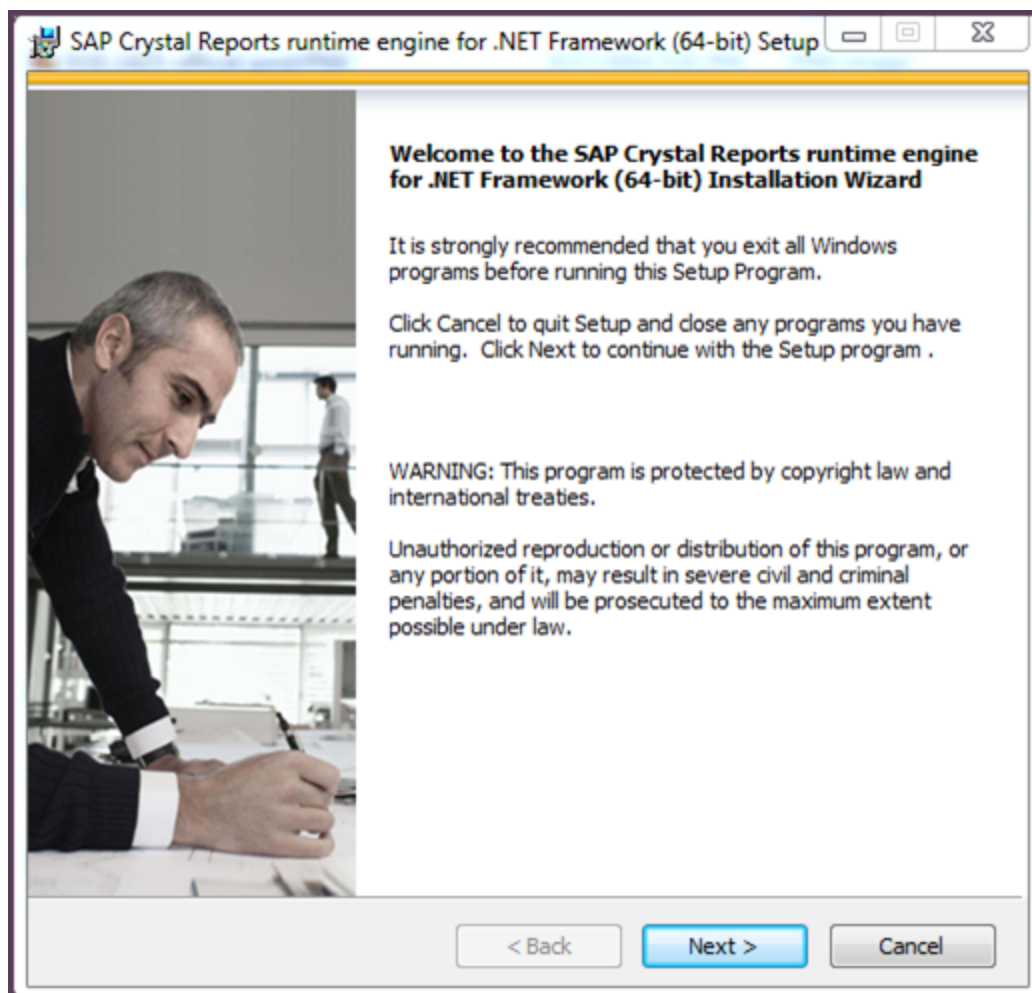 SAP Crystal Reports runtime engine for .NET Framework (64-bit) Setup
Welcome to the SAP Crystal Reports runtime engine
for .NET Framework (64-bit) Installation Wizard
It is strongly recommended that you exit all Windows
programs before running this Setup Program.
Click Cancel to quit Setup and close any programs you have
running.  Click Next to continue with the Setup program .
WARNING: This program is protected by copyright law and
international treaties.
Unauthorized reproduction or distribution of this program, or
any portion of it, may result in severe civil and criminal
penalties, and will be prosecuted to the maximum extent
possible under law.
< Back Next > Cancel